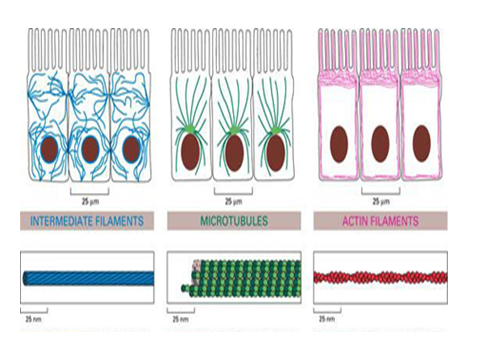 25 µm
25 µm
25 µm
INTERMEDIATE FILAMENTS
MICROTUBULES
ACTIN FILAMENTS
25 nm
25 nm
25 nm